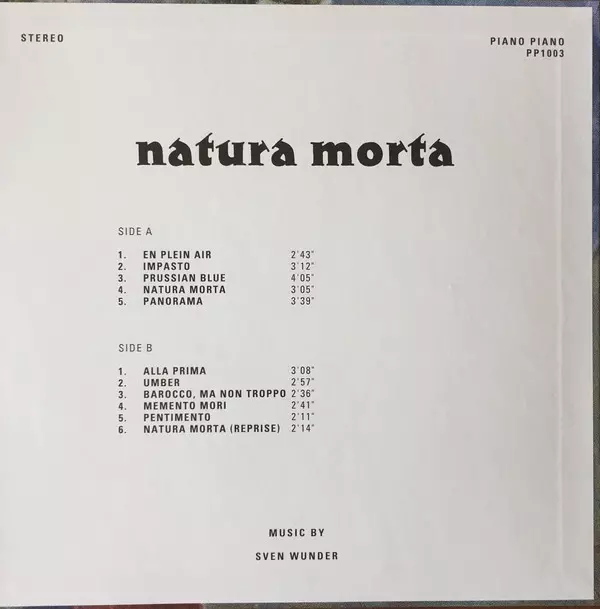 STEREO
PIANO PIANO
PP1003
natura morta
SIDE A
1. EN PLEIN AIR 2'43"
2. IMPASTO 3'12"
3. PRUSSIAN BLUE 4'05"
4. NATURA MORTA 3'05"
5. PANORAMA 3'39"
SIDE B
1. ALLA PRIMA 3'08"
2. UMBER 2'57"
3. BAROCCO, MA NON TROPPO 2'36"
4. MEMENTO MORI 2'41"
5. PENTIMENTO 2'11"
6. NATURA MORTA (REPRISE) 2'14"
MUSIC BY
SVEN WUNDER